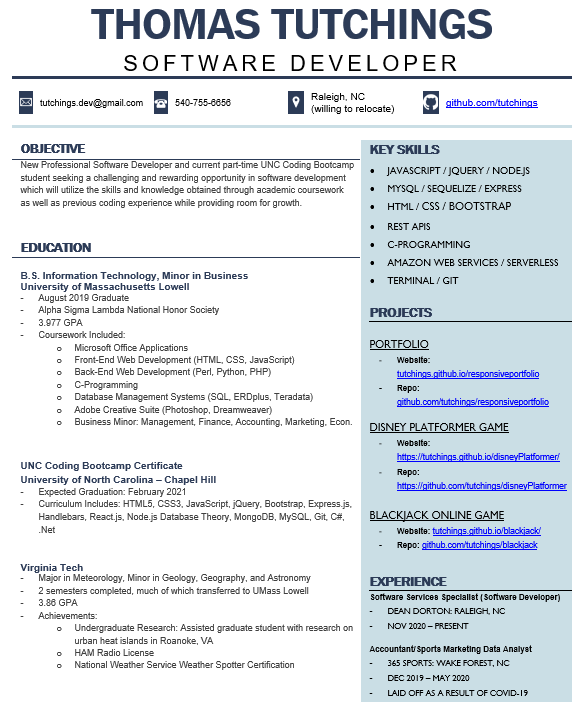 THOMAS TUTCHINGS
SOFTWARE DEVELOPER
tutchings.dev@gmail.com
540-755-6656
Raleigh, NC
(willing to relocate)
github.com/tutchings
OBJECTIVE
New Professional Software Developer and current part-time UNC Coding Bootcamp
student seeking a challenging and rewarding opportunity in software development
which will utilize the skills and knowledge obtained through academic coursework
as well as previous coding experience while providing room for growth.
EDUCATION
B.S. Information Technology, Minor in Business
University of Massachusetts Lowell
- August 2019 Graduate
- Alpha Sigma Lambda National Honor Society
- 3.977 GPA
- Coursework Included:
o Microsoft Office Applications
o Front-End Web Development (HTML, CSS, JavaScript)
o Back-End Web Development (Perl, Python, PHP)
o C-Programming
o Database Management Systems (SQL, ERDplus, Teradata)
o Adobe Creative Suite (Photoshop, Dreamweaver)
o Business Minor: Management, Finance, Accounting, Marketing, Econ.
UNC Coding Bootcamp Certificate
University of North Carolina – Chapel Hill
- Expected Graduation: February 2021
- Curriculum Includes: HTML5, CSS3, JavaScript, jQuery, Bootstrap, Express.js,
Handlebars, React.js, Node.js Database Theory, MongoDB, MySQL, Git, C#,
.Net
Virginia Tech
- Major in Meteorology, Minor in Geology, Geography, and Astronomy
- 2 semesters completed, much of which transferred to UMass Lowell
- 3.86 GPA
- Achievements:
o Undergraduate Research: Assisted graduate student with research on
urban heat islands in Roanoke, VA
o HAM Radio License
o National Weather Service Weather Spotter Certification
KEY SKILLS
• JAVASCRIPT / JQUERY / NODE.JS
• MYSQL / SEQUELIZE / EXPRESS
• HTML / CSS / BOOTSTRAP
• REST APIS
• C-PROGRAMMING
• AMAZON WEB SERVICES / SERVERLESS
• TERMINAL / GIT
PROJECTS
PORTFOLIO
- Website:
tutchings.github.io/responsiveportfolio
- Repo:
github.com/tutchings/responsiveportfolio
DISNEY PLATFORMER GAME
- Website:
https://tutchings.github.io/disneyPlatformer/
- Repo:
https://github.com/tutchings/disneyPlatformer
BLACKJACK ONLINE GAME
- Website: tutchings.github.io/blackjack/
- Repo: github.com/tutchings/blackjack
EXPERIENCE
Software Services Specialist (Software Developer)
- DEAN DORTON: RALEIGH, NC
- NOV 2020 – PRESENT
Accountant/Sports Marketing Data Analyst
- 365 SPORTS: WAKE FOREST, NC
- DEC 2019 – MAY 2020
- LAID OFF AS A RESULT OF COVID-19